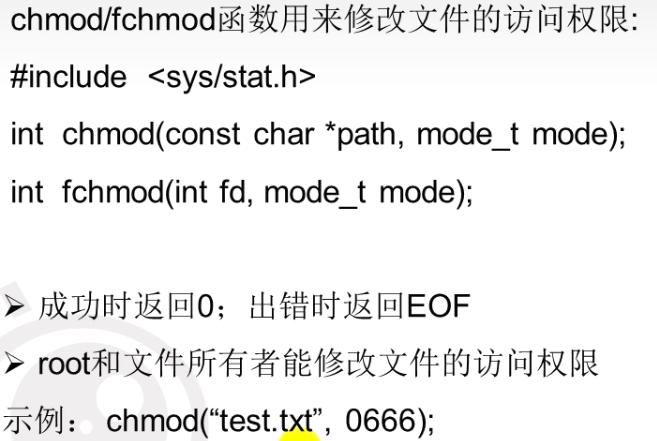 chmod/fchmod函数用来修改文件的访问权限:
#include <sys/stat.h>
int chmod(const char *path, mode_t mode);
int fchmod(int fd, mode_t mode);
➢ 成功时返回0；出错时返回EOF
➢ root和文件所有者能修改文件的访问权限
示例： chmod(“test.txt”, 0666);